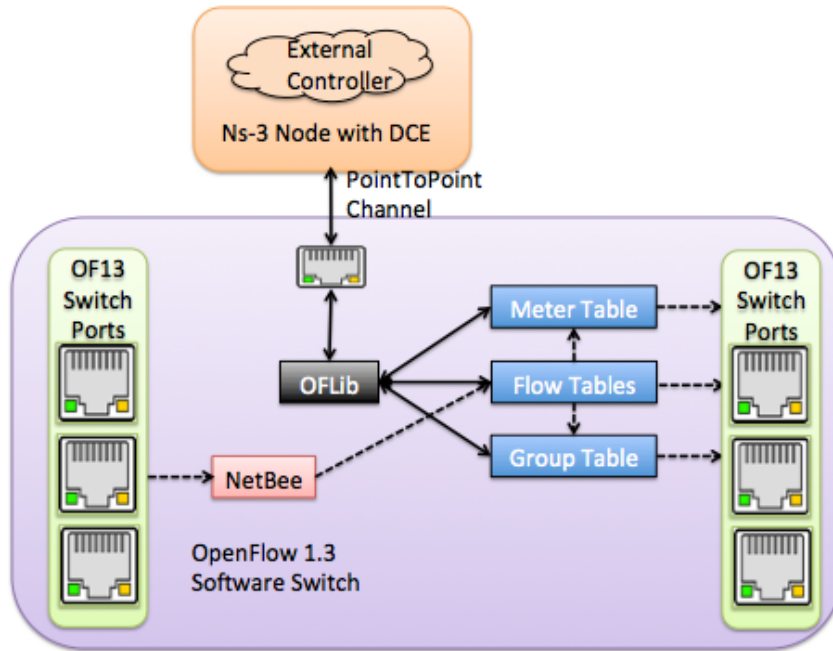 External
Controller
Ns-3 Node with DCE
PointToPoint
Channel
OF13
Switch
Ports
OFLib
Meter Table
Flow Tables
Group Table
NetBee
OpenFlow 1.3
Software Switch
OF13
Switch
Ports